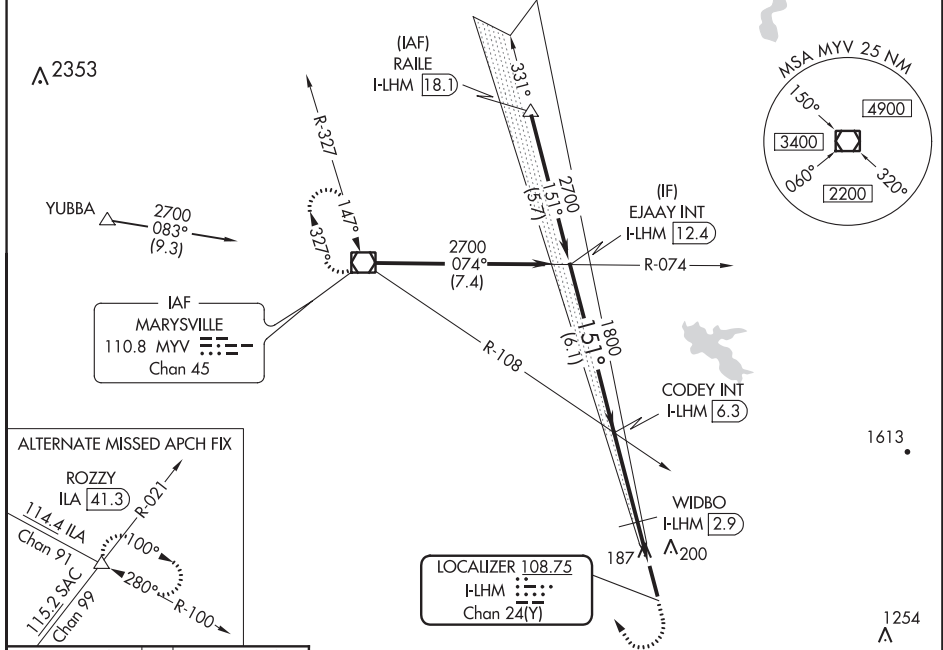 2353
(IAF)
RAILE
I-LHM 18.1
331°
MSA MYV 25 NM
150°
4900
3400
060°
320°
2200
R-327
147°
327°
YUBBA
2700
083°
(9.3)
2700
151°
(5.7)
(IF)
EJAAY INT
I-LHM 12.4
2700
074°
(7.4)
R-074
IAF
MARYSVILLE
110.8 MYV
Chan 45
R-108
1800
151°
(6.1)
CODEY INT
I-LHM 6.3
1613
WIDBO
I-LHM 2.9
187
200
ALTERNATE MISSED APCH FIX
ROZZY
ILA 41.3
R-021
114.4 ILA
Chan 91
100°
280°
R-100
115.2 SAC
Chan 99
LOCALIZER 108.75
I-LHM
Chan 24(Y)
1254